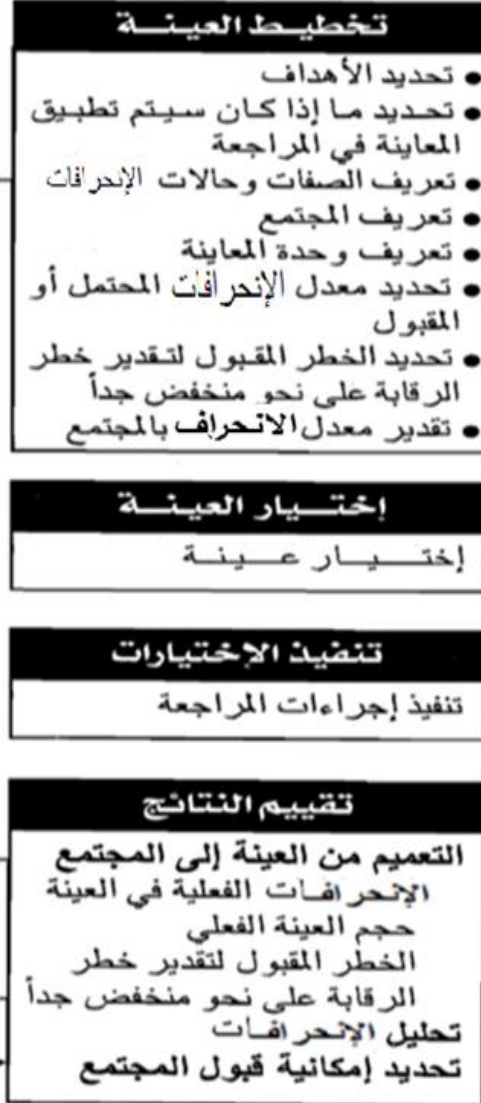 تخطيط العينة
• تحديد الأهداف
• تحديد ما إذا كان سيتم تطبيق
المعاينة في المراجعة
• تعريف الصفات وحالات الإنحرافات
• تعريف المجتمع
• تعريف وحدة المعاينة
• تحديد معدل الإنحرافات المحتمل أو
المقبول
• تحديد الخطر المقبول لتقدير خطر
الرقابة على نحو منخفض جداً
• تقدير معدل الانحراف بالمجتمع
إختيار العينة
إختيار عينة
تنفيذ الإختيارات
تنفيذ إجراءات المراجعة
تقييم النتائج
التعميم من العينة إلى المجتمع
الإنحرافات الفعلية في العينة
حجم العينة الفعلي
الخطر المقبول لتقدير خطر
الرقابة على نحو منخفض جداً
تحليل الإنحرافات
تحديد إمكانية قبول المجتمع